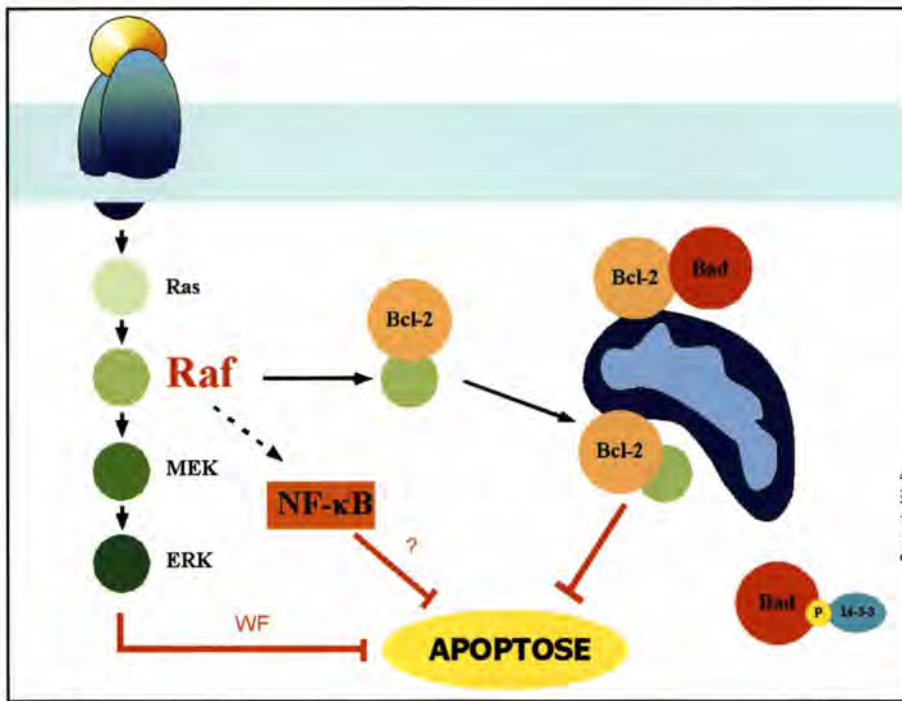 Ras
Bcl-2
Bad
Bcl-2
Raf
Bcl-2
MEK
NF-κB
?
ERK
Bad
P
14-3-3
WF
APOPTOSE